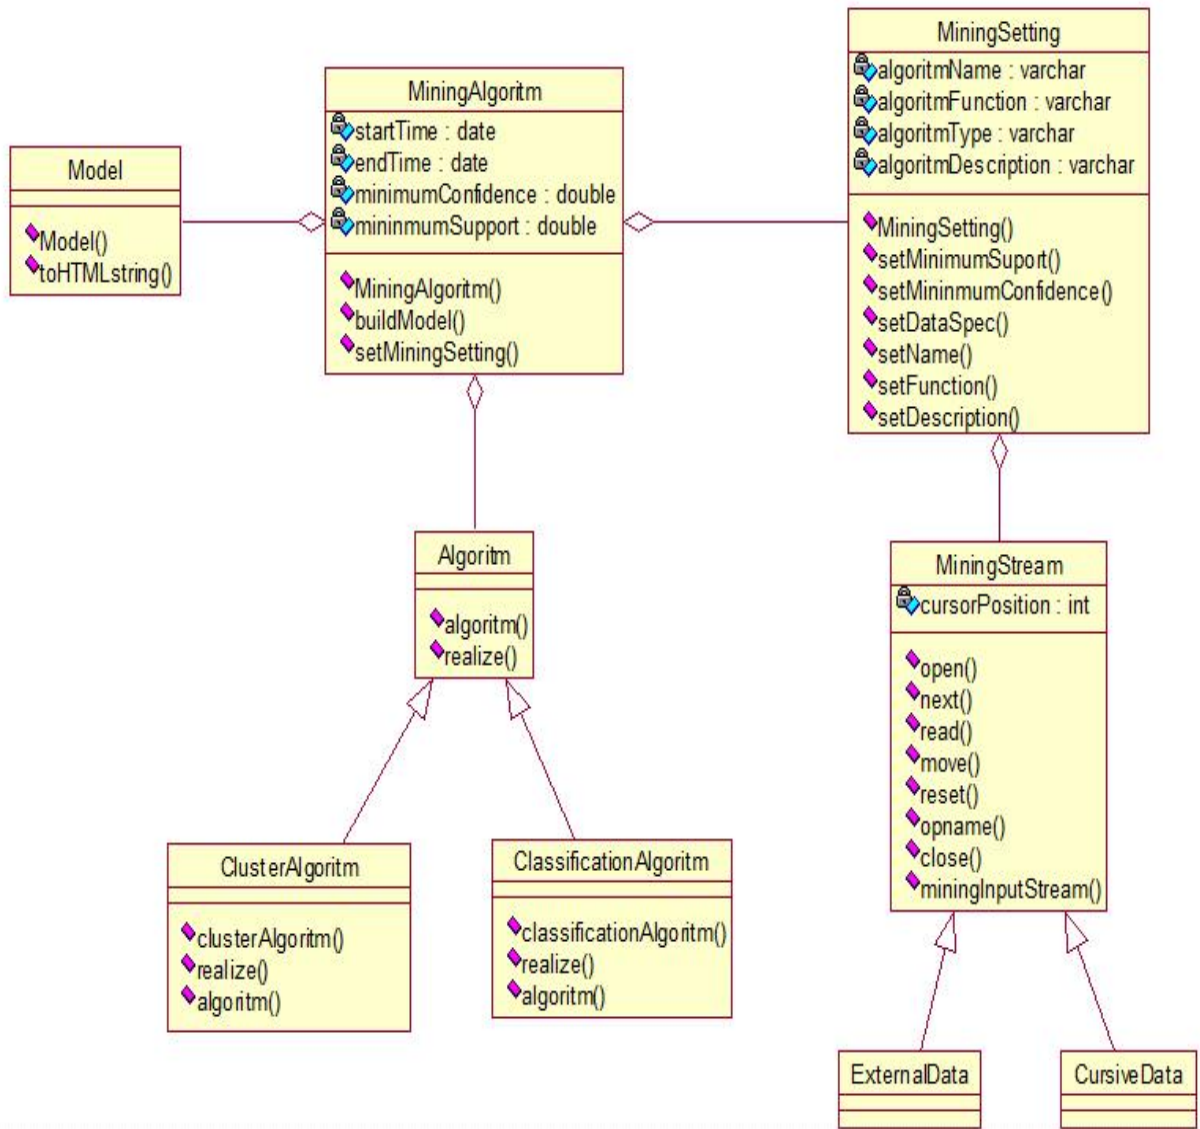 MiningSetting
algoritmName : varchar
algoritmFunction : varchar
algoritmType : varchar
algoritmDescription : varchar
MiningSetting()
setMinimumSuport()
setMininmumConfidence()
setDataSpec()
setName()
setFunction()
setDescription()
MiningAlgoritm
startTime : date
endTime : date
minimumConfidence : double
mininmumSupport : double
MiningAlgoritm()
buildModel()
setMiningSetting()
Model
Model()
toHTMLstring()
Algoritm
algoritm()
realize()
MiningStream
cursorPosition : int
open()
next()
read()
move()
reset()
opname()
close()
miningInputStream()
ClusterAlgoritm
clusterAlgoritm()
realize()
algoritm()
ClassificationAlgoritm
classificationAlgoritm()
realize()
algoritm()
ExternalData
CursiveData